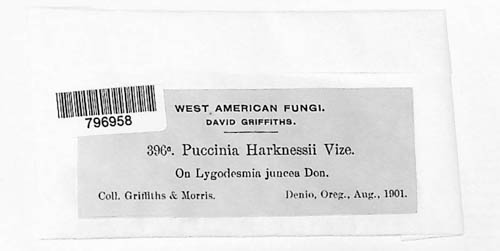 WEST AMERICAN FUNGI.
DAVID GRIFFITHS.
796958
396ª. Puccinia Harknessii Vize.
On Lygodesmia juncea Don.
Coll. Griffiths & Morris. Denio, Oreg., Aug., 1901.